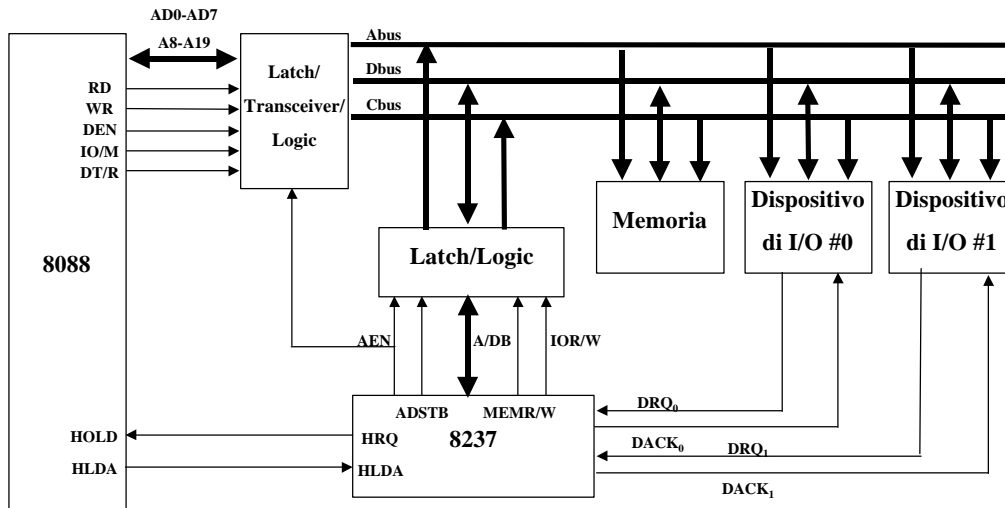 AD0-AD7
A8-A19
8088
RD
WR
DEN
IO/M
DT/R
HOLD
HLDA
Latch/
Transceiver/
Logic
Abus
Dbus
Cbus
Latch/Logic
Memoria
Dispositivo
di I/O #0
Dispositivo
di I/O #1
AEN
A/DB
IOR/W
ADSTB
MEMR/W
HRQ
8237
HLDA
DRQ₀
DACK₀
DRQ₁
DACK₁